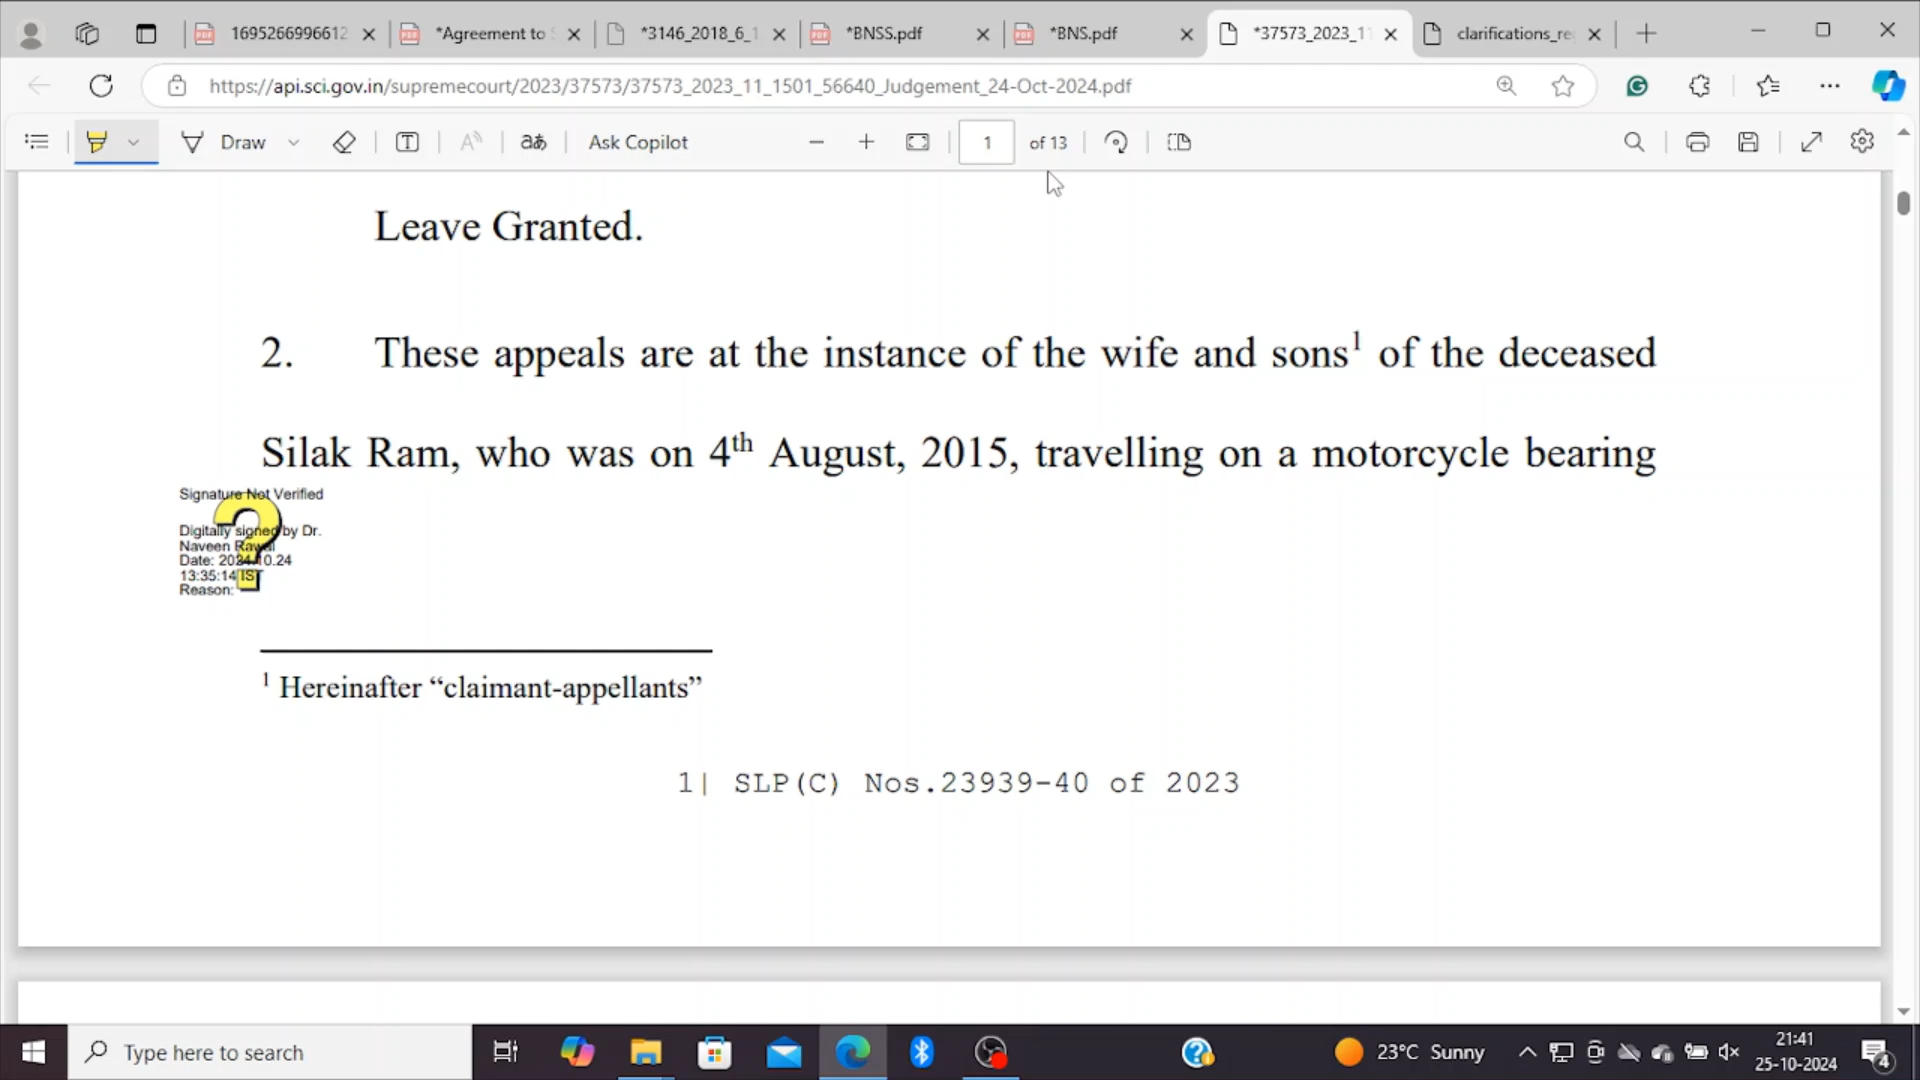 1695266996612
*Agreement to
*3146_2018_6_1
*BNSS.pdf
*BNS.pdf
*37573_2023_11
clarifications_re
https://api.sci.gov.in/supremecourt/2023/37573/37573_2023_11_1501_56640_Judgement_24-Oct-2024.pdf
Draw
Ask Copilot
1 of 13
Leave Granted.
2. These appeals are at the instance of the wife and sons¹ of the deceased
Silak Ram, who was on 4th August, 2015, travelling on a motorcycle bearing
Signature Not Verified
Digitally signed by Dr.
Naveen Rawal
Date: 2024.10.24
13:35:14 IST
Reason:
¹ Hereinafter “claimant-appellants”
1| SLP(C) Nos.23939-40 of 2023
Type here to search
23°C Sunny
21:41
25-10-2024
4